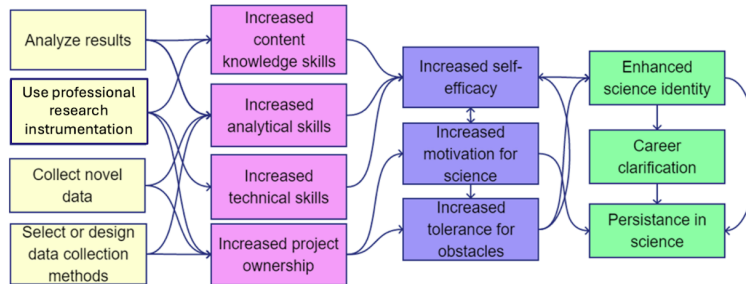 Analyze results
Use professional
research
instrumentation
Collect novel
data
Select or design
data collection
methods
Increased
content
knowledge skills
Increased
analytical skills
Increased
technical skills
Increased project
ownership
Increased self-
efficacy
Increased
motivation for
science
Increased
tolerance for
obstacles
Enhanced
science identity
Career
clarification
Persistance in
science